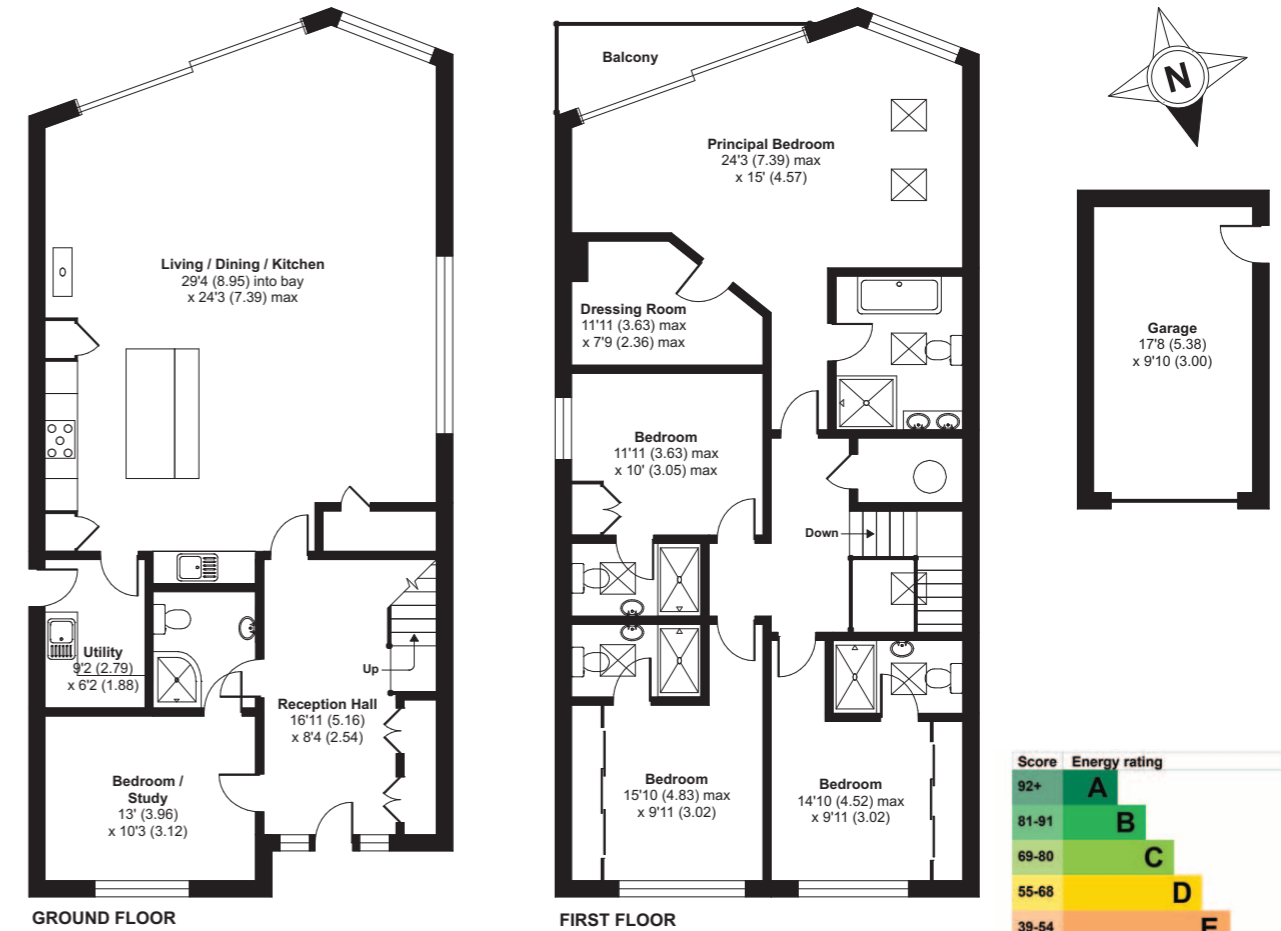 Balcony
N
Principal Bedroom
24'3 (7.39) max
x 15' (4.57)
Living / Dining / Kitchen
29'4 (8.95) into bay
x 24'3 (7.39) max
Dressing Room
11'11 (3.63) max
x 7'9 (2.36) max
Garage
17'8 (5.38)
x 9'10 (3.00)
Bedroom
11'11 (3.63) max
x 10' (3.05) max
Down
Utility
9'2 (2.79)
x 6'2 (1.88)
Up
Reception Hall
16'11 (5.16)
x 8'4 (2.54)
Bedroom /
Study
13' (3.96)
x 10'3 (3.12)
Bedroom
15'10 (4.83) max
x 9'11 (3.02)
Bedroom
14'10 (4.52) max
x 9'11 (3.02)
GROUND FLOOR
FIRST FLOOR
Score Energy rating
92+ A
81-91 B
69-80 C
55-68 D
39-54 E